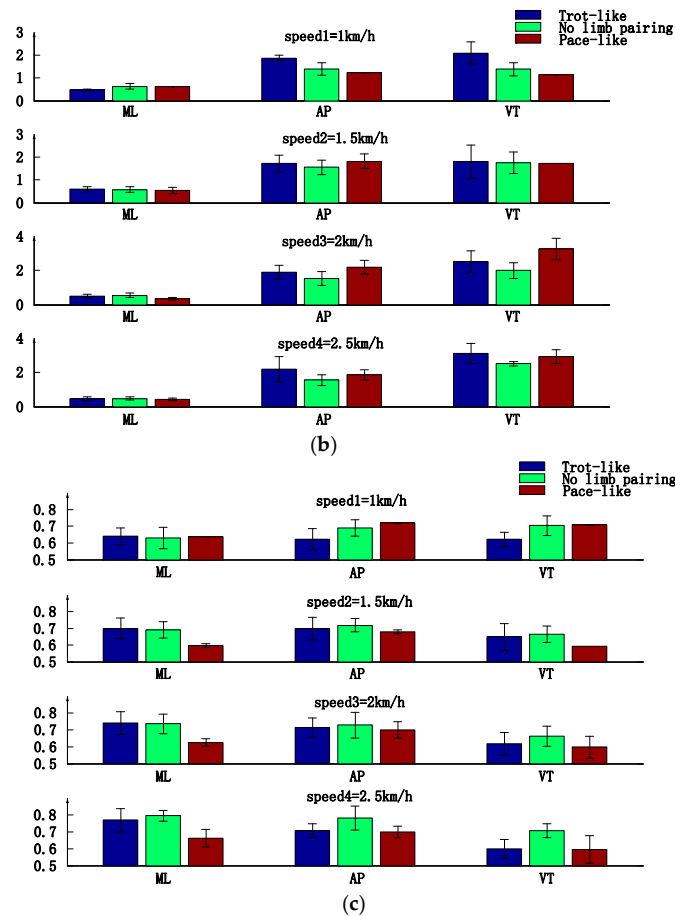 Trot-like
No limb pairing
Pace-like
speed1=1km/h
3
2
1
0
ML AP VT
speed2=1.5km/h
3
2
1
0
ML AP VT
speed3=2km/h
4
2
0
ML AP VT
speed4=2.5km/h
4
2
0
ML AP VT
(b)
Trot-like
No limb pairing
Pace-like
speed1=1km/h
0.8
0.7
0.6
0.5
ML AP VT
speed2=1.5km/h
0.8
0.7
0.6
0.5
ML AP VT
speed3=2km/h
0.8
0.7
0.6
0.5
ML AP VT
speed4=2.5km/h
0.8
0.7
0.6
0.5
ML AP VT
(c)